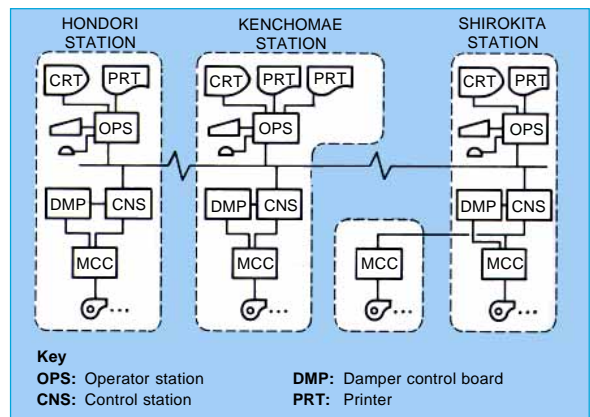 HONDORI
STATION
KENCHOMAE
STATION
SHIROKITA
STATION
CRT PRT
CRT PRT PRT
CRT PRT
OPS
OPS
OPS
DMP CNS
DMP CNS
DMP CNS
MCC
MCC
MCC
MCC
...
...
...
...
Key
OPS: Operator station
CNS: Control station
DMP: Damper control board
PRT: Printer